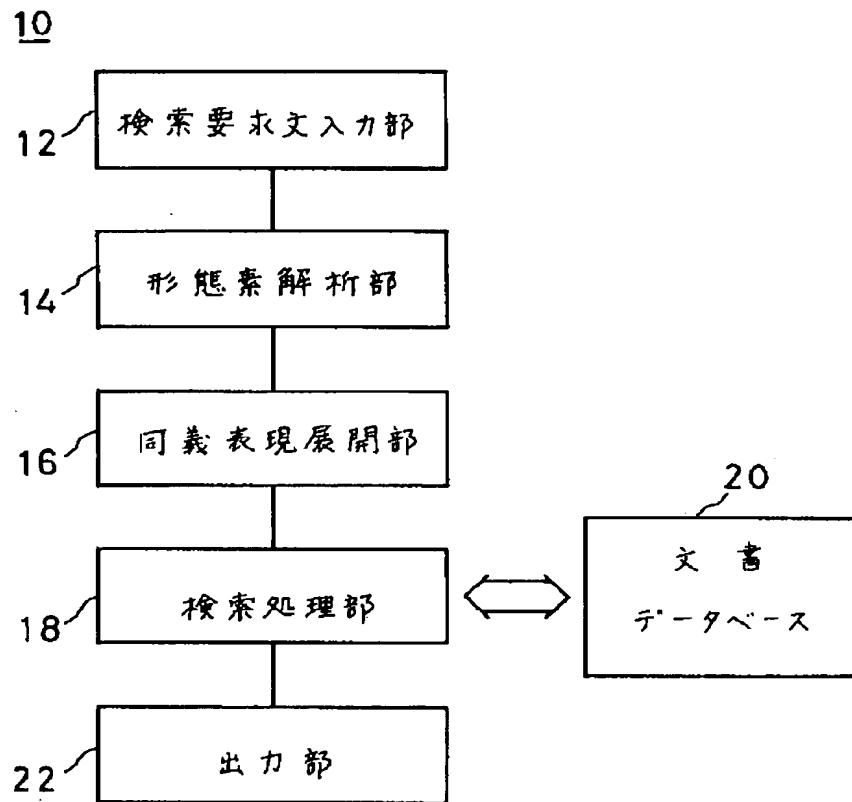 10
検索要求文入力部
12
形態素解析部
14
同義表現展開部
16
20
文書
データベース
検索処理部
18
出力部
22